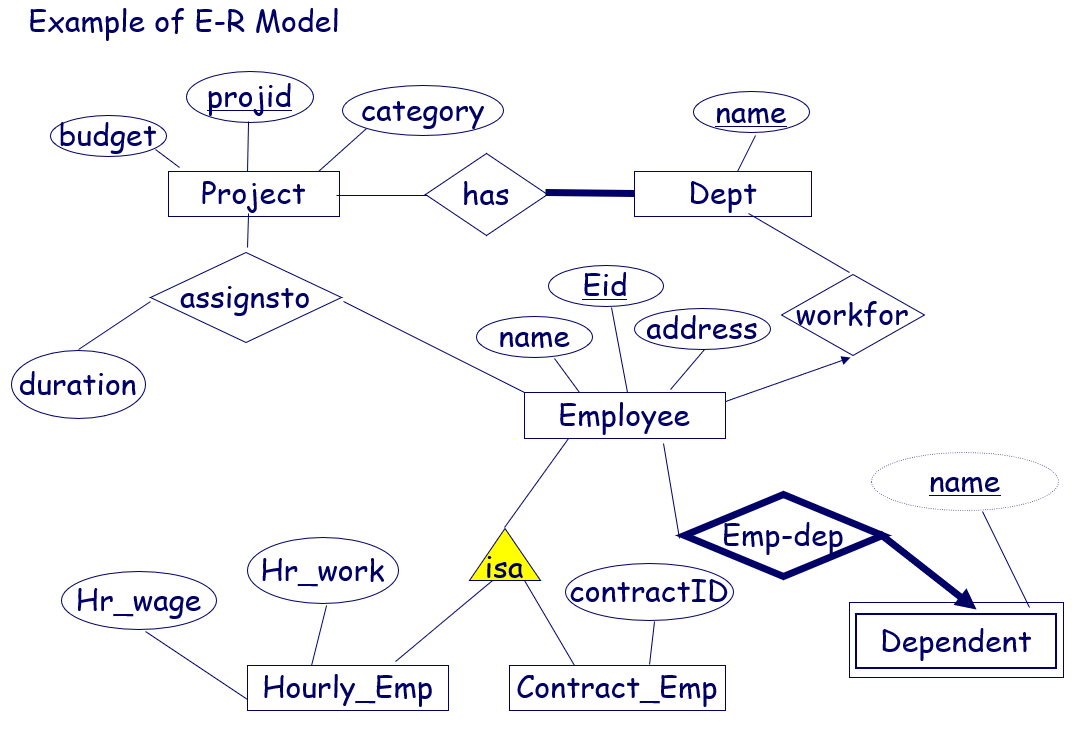 Example of E-R Model
projid
category
name
budget
Project
has
Dept
Eid
assignsto
workfor
name
address
duration
Employee
name
Emp-dep
isa
Hr_work
contractID
Hr_wage
Dependent
Hourly_Emp
Contract_Emp